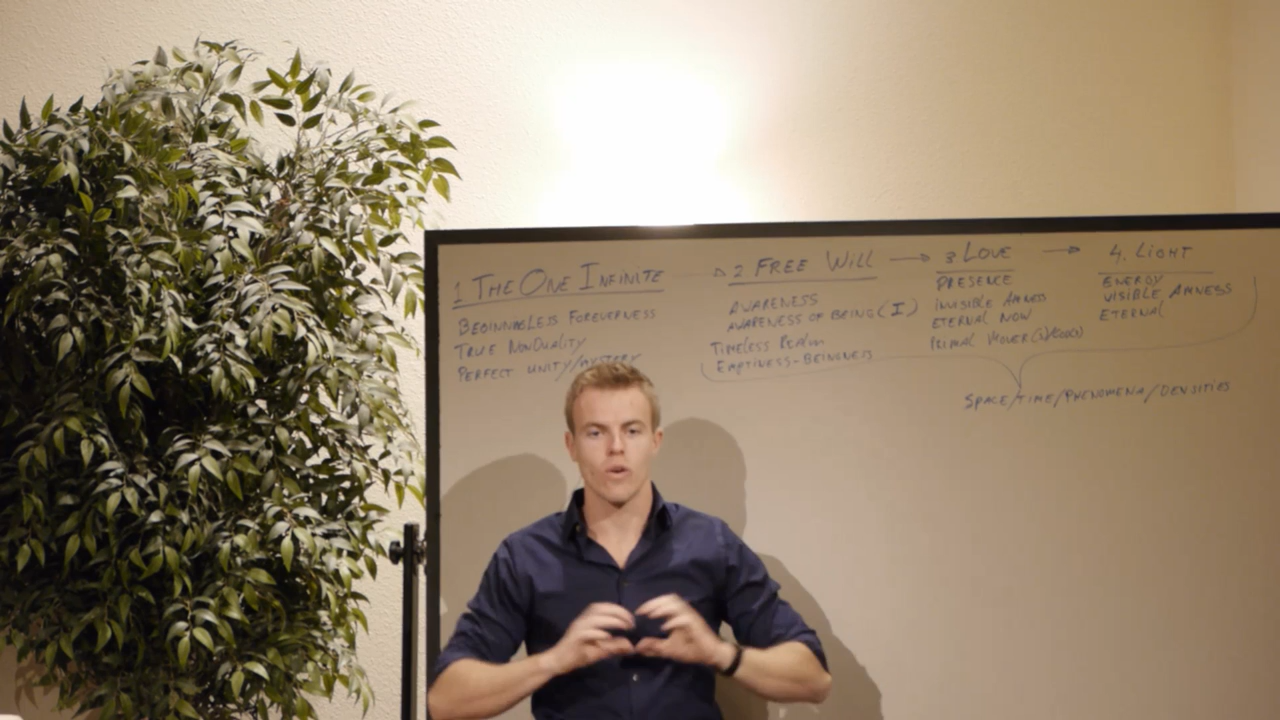 1 THE ONE INFINITE
BEGINNINGLESS FOREVERNESS
TRUE NONDUALITY
PERFECT UNITY/MYSTERY
2 FREE WILL
AWARENESS
AWARENESS OF BEING (I)
TIMELESS REALM
EMPTINESS-BEINGNESS
3 LOVE
PRESENCE
INVISIBLE AMNESS
ETERNAL NOW
PRIMAL MOVER
4. LIGHT
ENERGY
VISIBLE AMNESS
ETERNAL
SPACE/TIME/PHENOMENA/DENSITIES